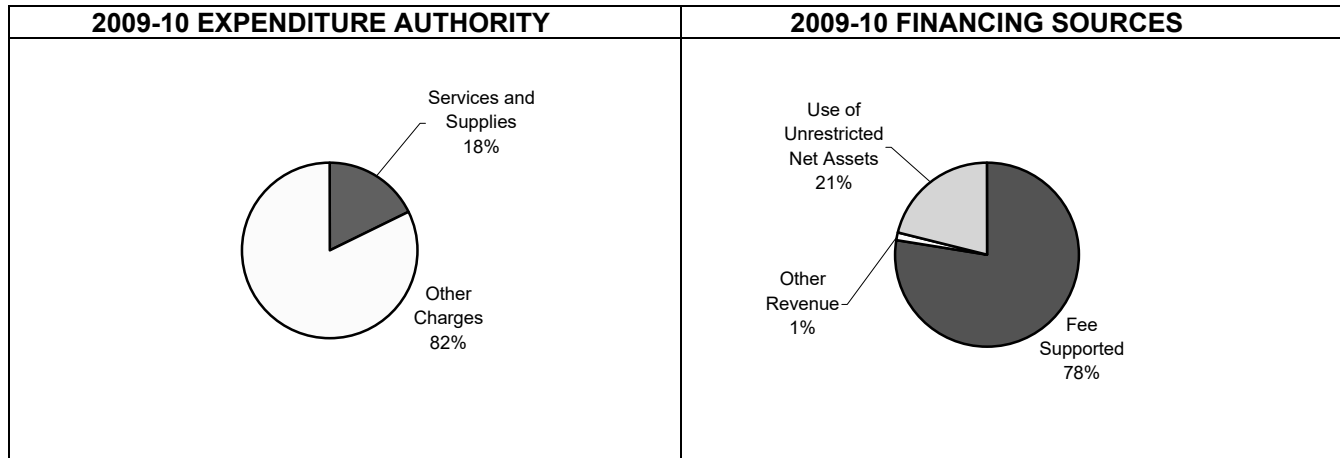 2009-10 EXPENDITURE AUTHORITY
2009-10 FINANCING SOURCES
Services and
Supplies
18%
Other
Charges
82%
Use of
Unrestricted
Net Assets
21%
Other
Revenue
1%
Fee
Supported
78%